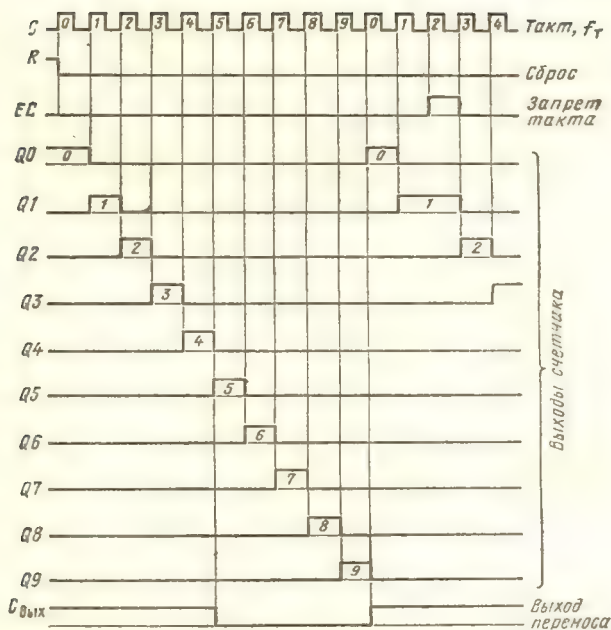 C 0 1 2 3 4 5 6 7 8 9 0 1 2 3 4 Такт, fт
R Сброс
EC Запрет такта
Q0 0 0
Q1 1 1
Q2 2 2
Q3 3
Q4 4
Q5 5
Q6 6
Q7 7
Q8 8
Q9 9
Cвых Выход переноса
Выходы счетчика